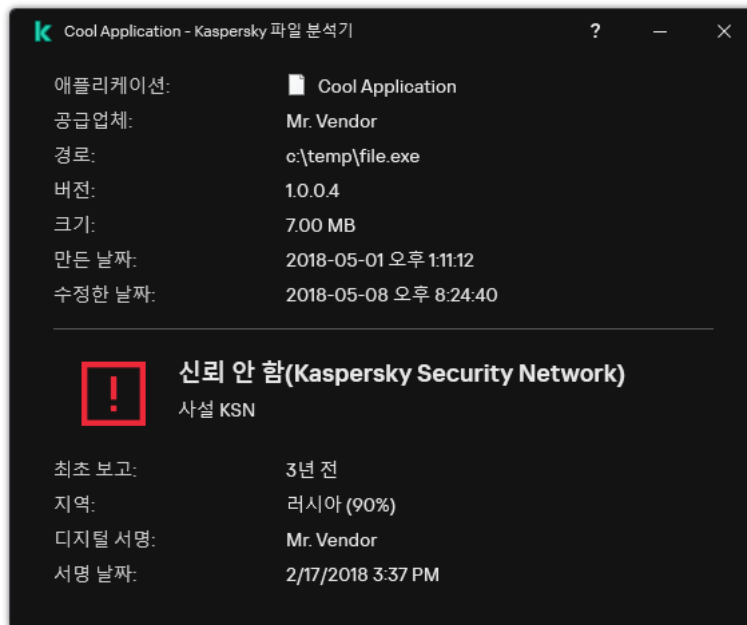 Cool Application - Kaspersky 파일 분석기 ?
애플리케이션: Cool Application
공급업체: Mr. Vendor
경로: c:\temp\file.exe
버전: 1.0.0.4
크기: 7.00 MB
만든 날짜: 2018-05-01 오후 1:11:12
수정한 날짜: 2018-05-08 오후 8:24:40
신뢰 안 함(Kaspersky Security Network)
사설 KSN
최초 보고: 3년 전
지역: 러시아 (90%)
디지털 서명: Mr. Vendor
서명 날짜: 2/17/2018 3:37 PM